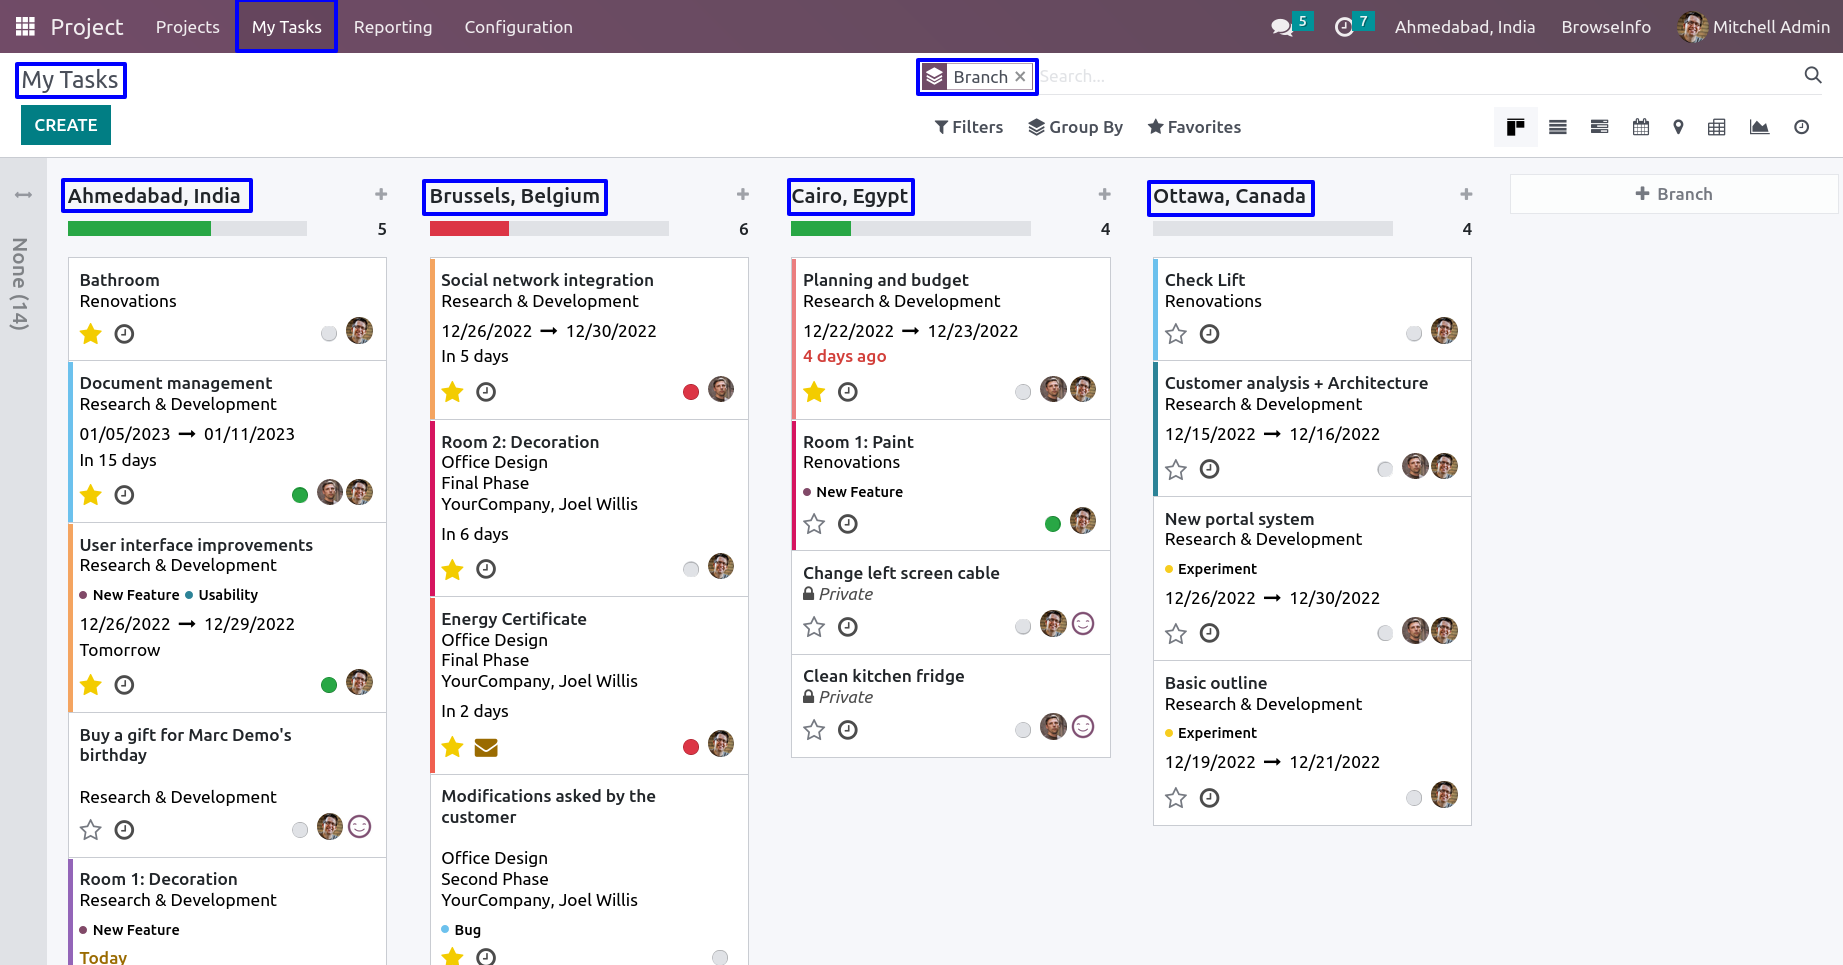 Project Projects My Tasks Reporting Configuration 5 7 Ahmedabad, India BrowseInfo Mitchell Admin
My Tasks
Branch × Search...
CREATE
Filters Group By Favorites
None (14)
Ahmedabad, India +
5
Bathroom
Renovations
Document management
Research & Development
01/05/2023 → 01/11/2023
In 15 days
User interface improvements
Research & Development
New Feature Usability
12/26/2022 → 12/29/2022
Tomorrow
Buy a gift for Marc Demo's
birthday
Research & Development
Room 1: Decoration
Research & Development
New Feature
Today
Brussels, Belgium +
6
Social network integration
Research & Development
12/26/2022 → 12/30/2022
In 5 days
Room 2: Decoration
Office Design
Final Phase
YourCompany, Joel Willis
In 6 days
Energy Certificate
Office Design
Final Phase
YourCompany, Joel Willis
In 2 days
Modifications asked by the
customer
Office Design
Second Phase
YourCompany, Joel Willis
Bug
Cairo, Egypt +
4
Planning and budget
Research & Development
12/22/2022 → 12/23/2022
4 days ago
Room 1: Paint
Renovations
New Feature
Change left screen cable
Private
Clean kitchen fridge
Private
Ottawa, Canada +
4
Check Lift
Renovations
Customer analysis + Architecture
Research & Development
12/15/2022 → 12/16/2022
New portal system
Research & Development
Experiment
12/26/2022 → 12/30/2022
Basic outline
Research & Development
Experiment
12/19/2022 → 12/21/2022
+ Branch